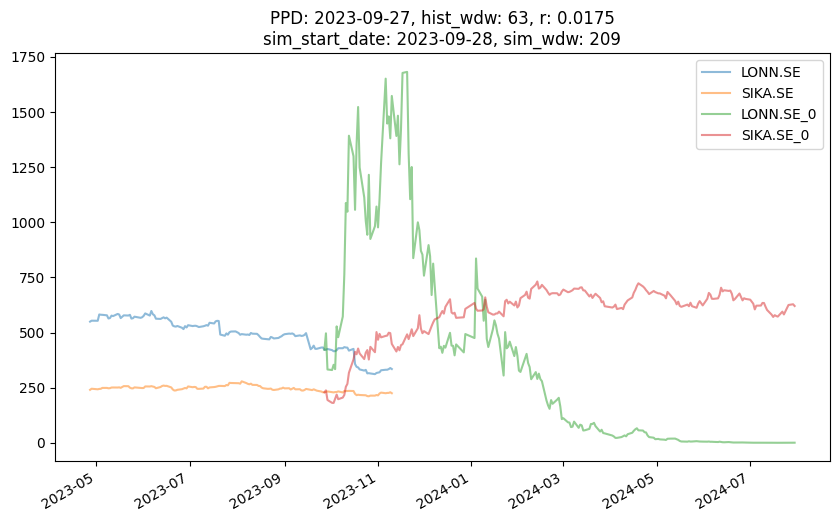 PPD: 2023-09-27, hist_wdw: 63, r: 0.0175
sim_start_date: 2023-09-28, sim_wdw: 209
1750
1500
1250
1000
750
500
250
0
LONN.SE
SIKA.SE
LONN.SE_0
SIKA.SE_0
2023-05
2023-07
2023-09
2023-11
2024-01
2024-03
2024-05
2024-07